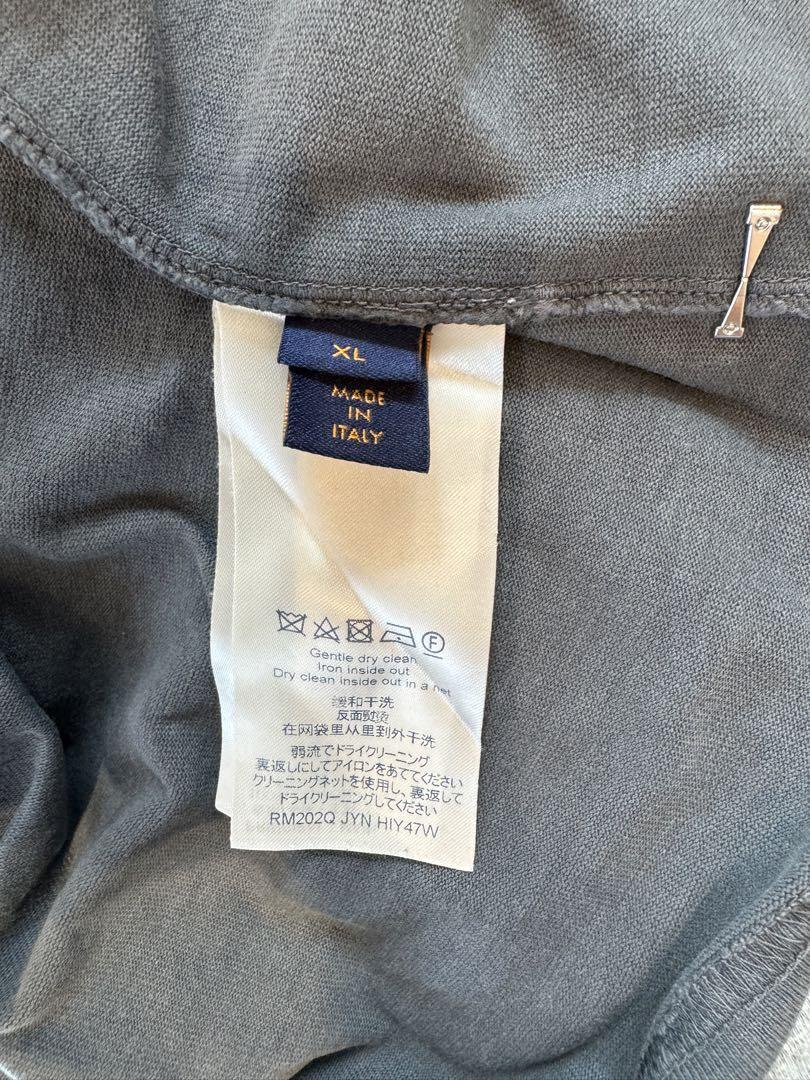 XL
MADE
IN
ITALY
F
Gentle dry clean
Iron inside out
Dry clean inside out in a net
缓和干洗
反面熨烫
在网袋里从里到外干洗
弱流でドライクリーニング
裏返しにしてアイロンをあててください
クリーニングネットを使用し、裏返して
ドライクリーニングしてください
RM202Q JYN HIY47W